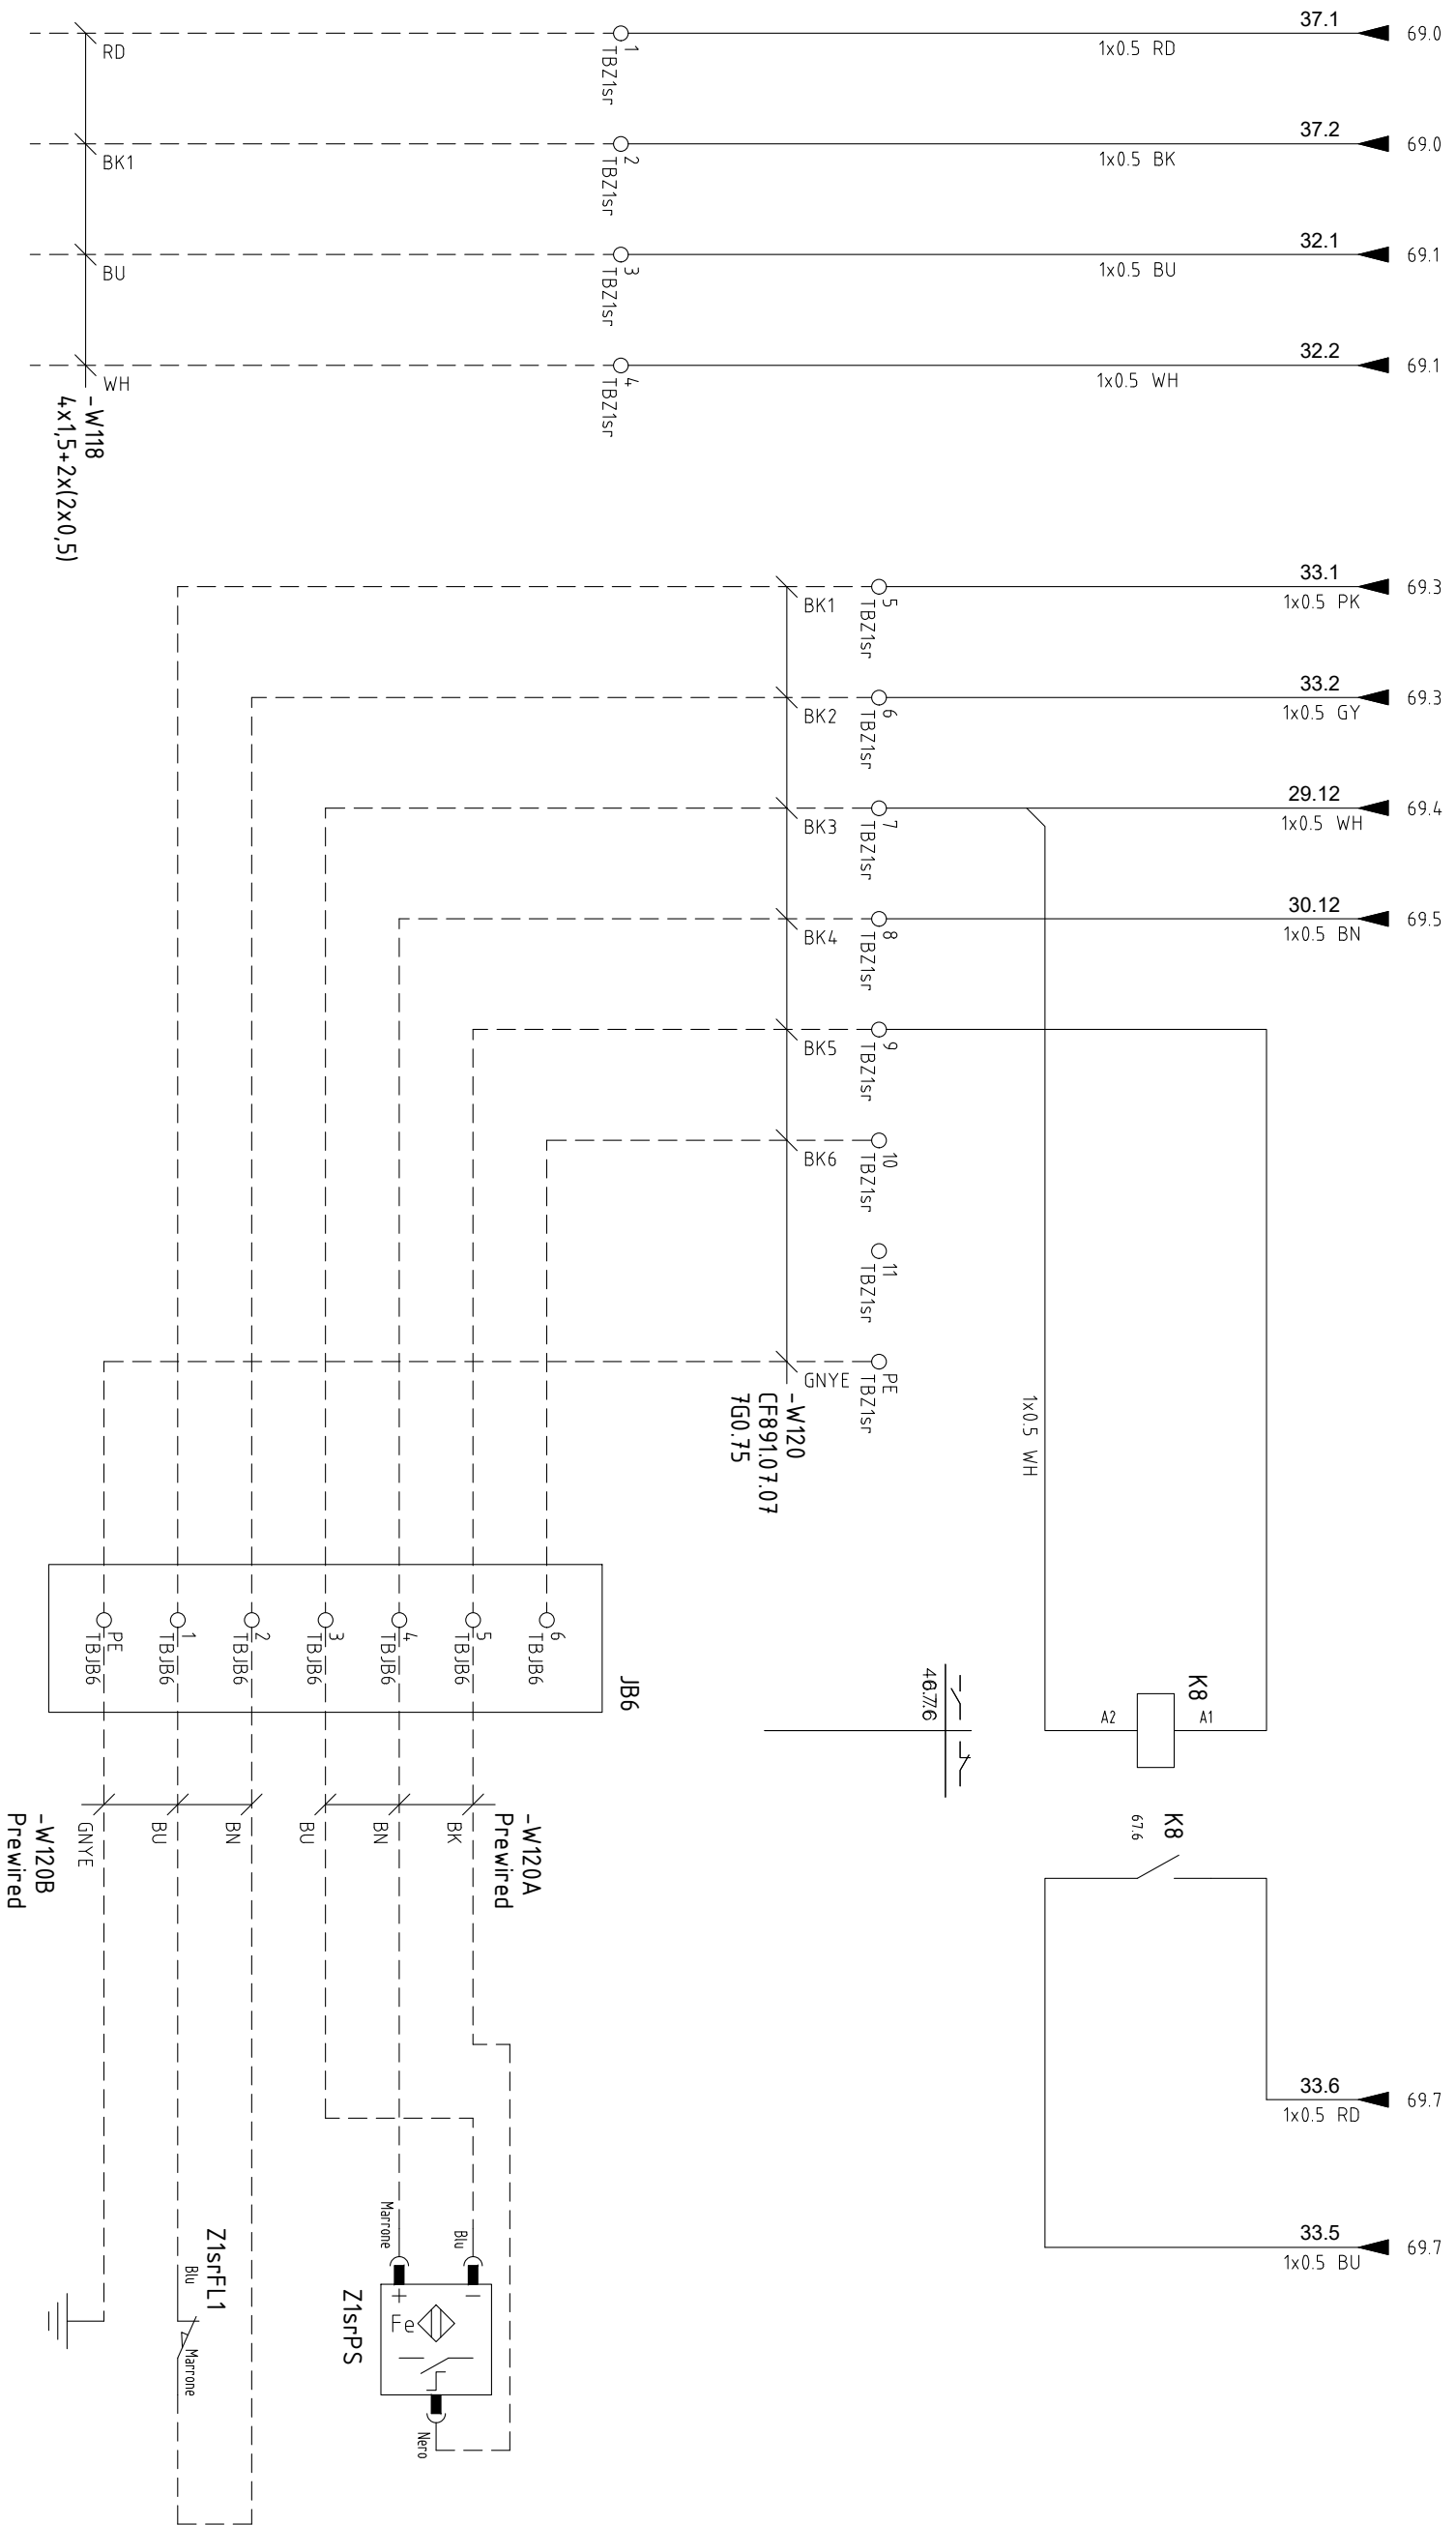 37.1
69.0
RD
1
TBZ1sr
1x0.5 RD
37.2
69.0
BK1
2
TBZ1sr
1x0.5 BK
32.1
69.1
BU
3
TBZ1sr
1x0.5 BU
32.2
69.1
WH
4
TBZ1sr
1x0.5 WH
-W118
4x1,5+2x(2x0,5)
33.1
69.3
BK1
5
TBZ1sr
1x0.5 PK
33.2
69.3
BK2
6
TBZ1sr
1x0.5 GY
29.12
69.4
BK3
7
TBZ1sr
1x0.5 WH
30.12
69.5
BK4
8
TBZ1sr
1x0.5 BN
BK5
9
TBZ1sr
BK6
10
TBZ1sr
11
TBZ1sr
GNYE
PE
TBZ1sr
-W120
CF891.07.07
7G0.75
1x0.5 WH
PE
TBJB6
1
TBJB6
2
TBJB6
3
TBJB6
4
TBJB6
5
TBJB6
6
TBJB6
JB6
K8
A2
A1
K8
67.6
-W120B
Prewired
GNYE
BU
BN
BU
BN
BK
-W120A
Prewired
33.6
69.7
1x0.5 RD
33.5
69.7
1x0.5 BU
Z1srFL1
Blu
Marrone
Marrone
Blu
+
−
Fe
Z1srPS
Nero